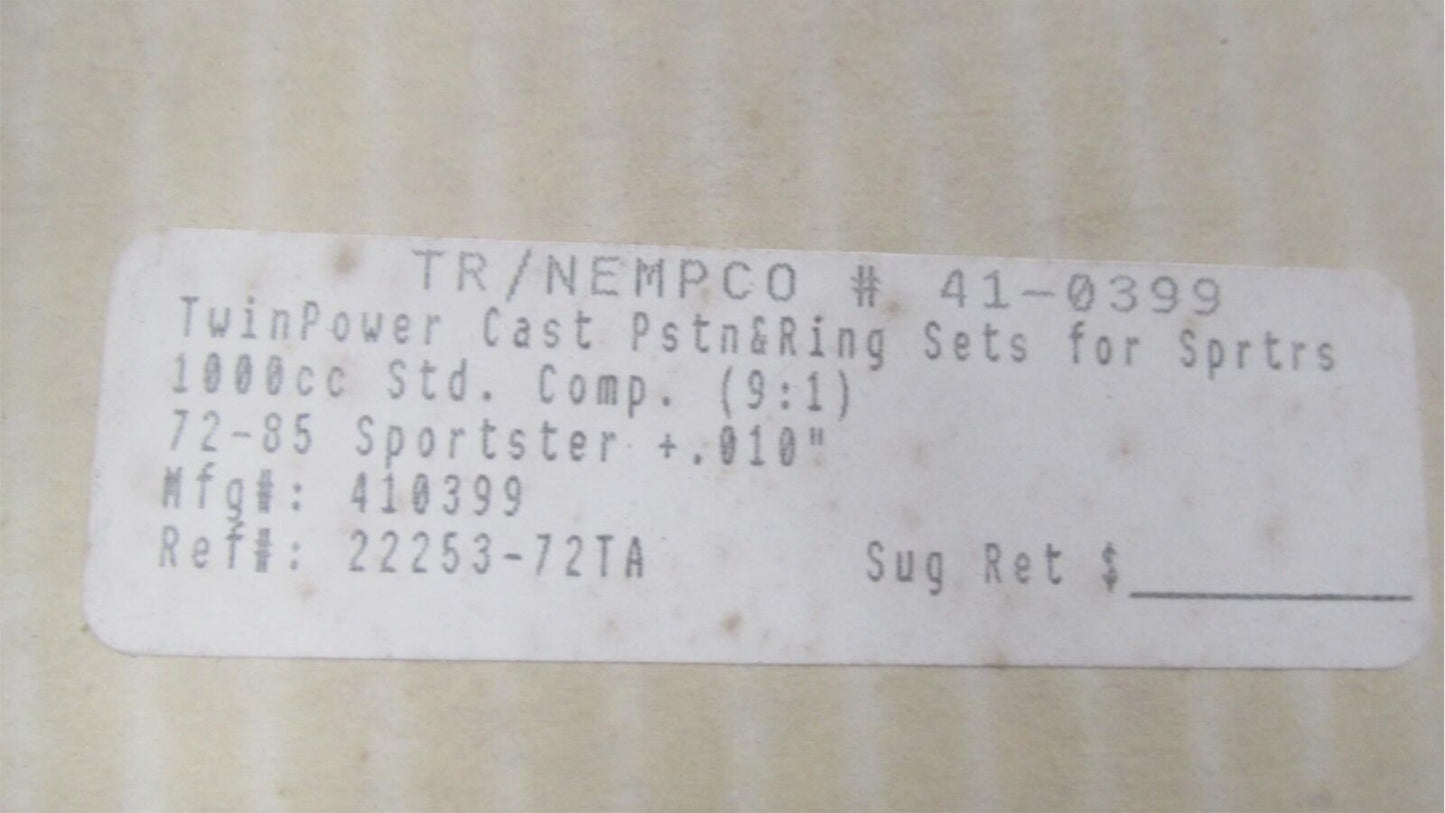 TR/NEMPCO # 41-0399
TwinPower Cast Pstn&Ring Sets for Sprtrs
1000cc Std. Comp. (9:1)
72-85 Sportster +.010"
Mfg#: 410399
Ref#: 22253-72TA
Sug Ret $